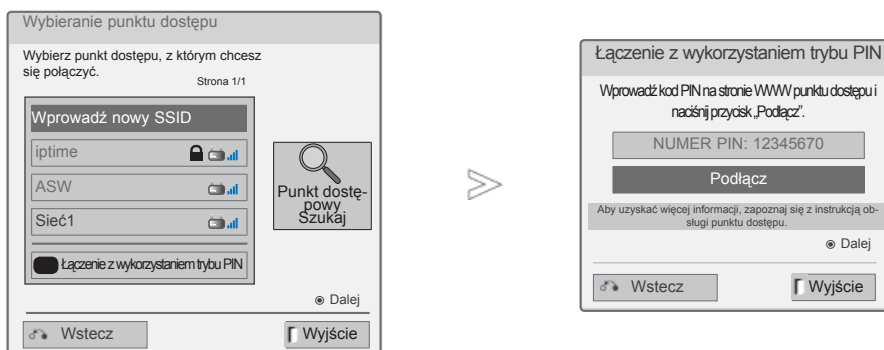 Wybieranie punktu dostępu
Wybierz punkt dostępu, z którym chcesz
się połączyć.
Strona 1/1
Wprowadź nowy SSID
iptime
ASW
Sieć1
Łączenie z wykorzystaniem trybu PIN
Punkt dostę-
powy
Szukaj
Dalej
Wstecz
Wyjście
Łączenie z wykorzystaniem trybu PIN
Wprowadź kod PIN na stronie WWW punktu dostępu i
naciśnij przycisk „Podłącz”.
NUMER PIN: 12345670
Podłącz
Aby uzyskać więcej informacji, zapoznaj się z instrukcją ob-
sługi punktu dostępu.
Dalej
Wstecz
Wyjście